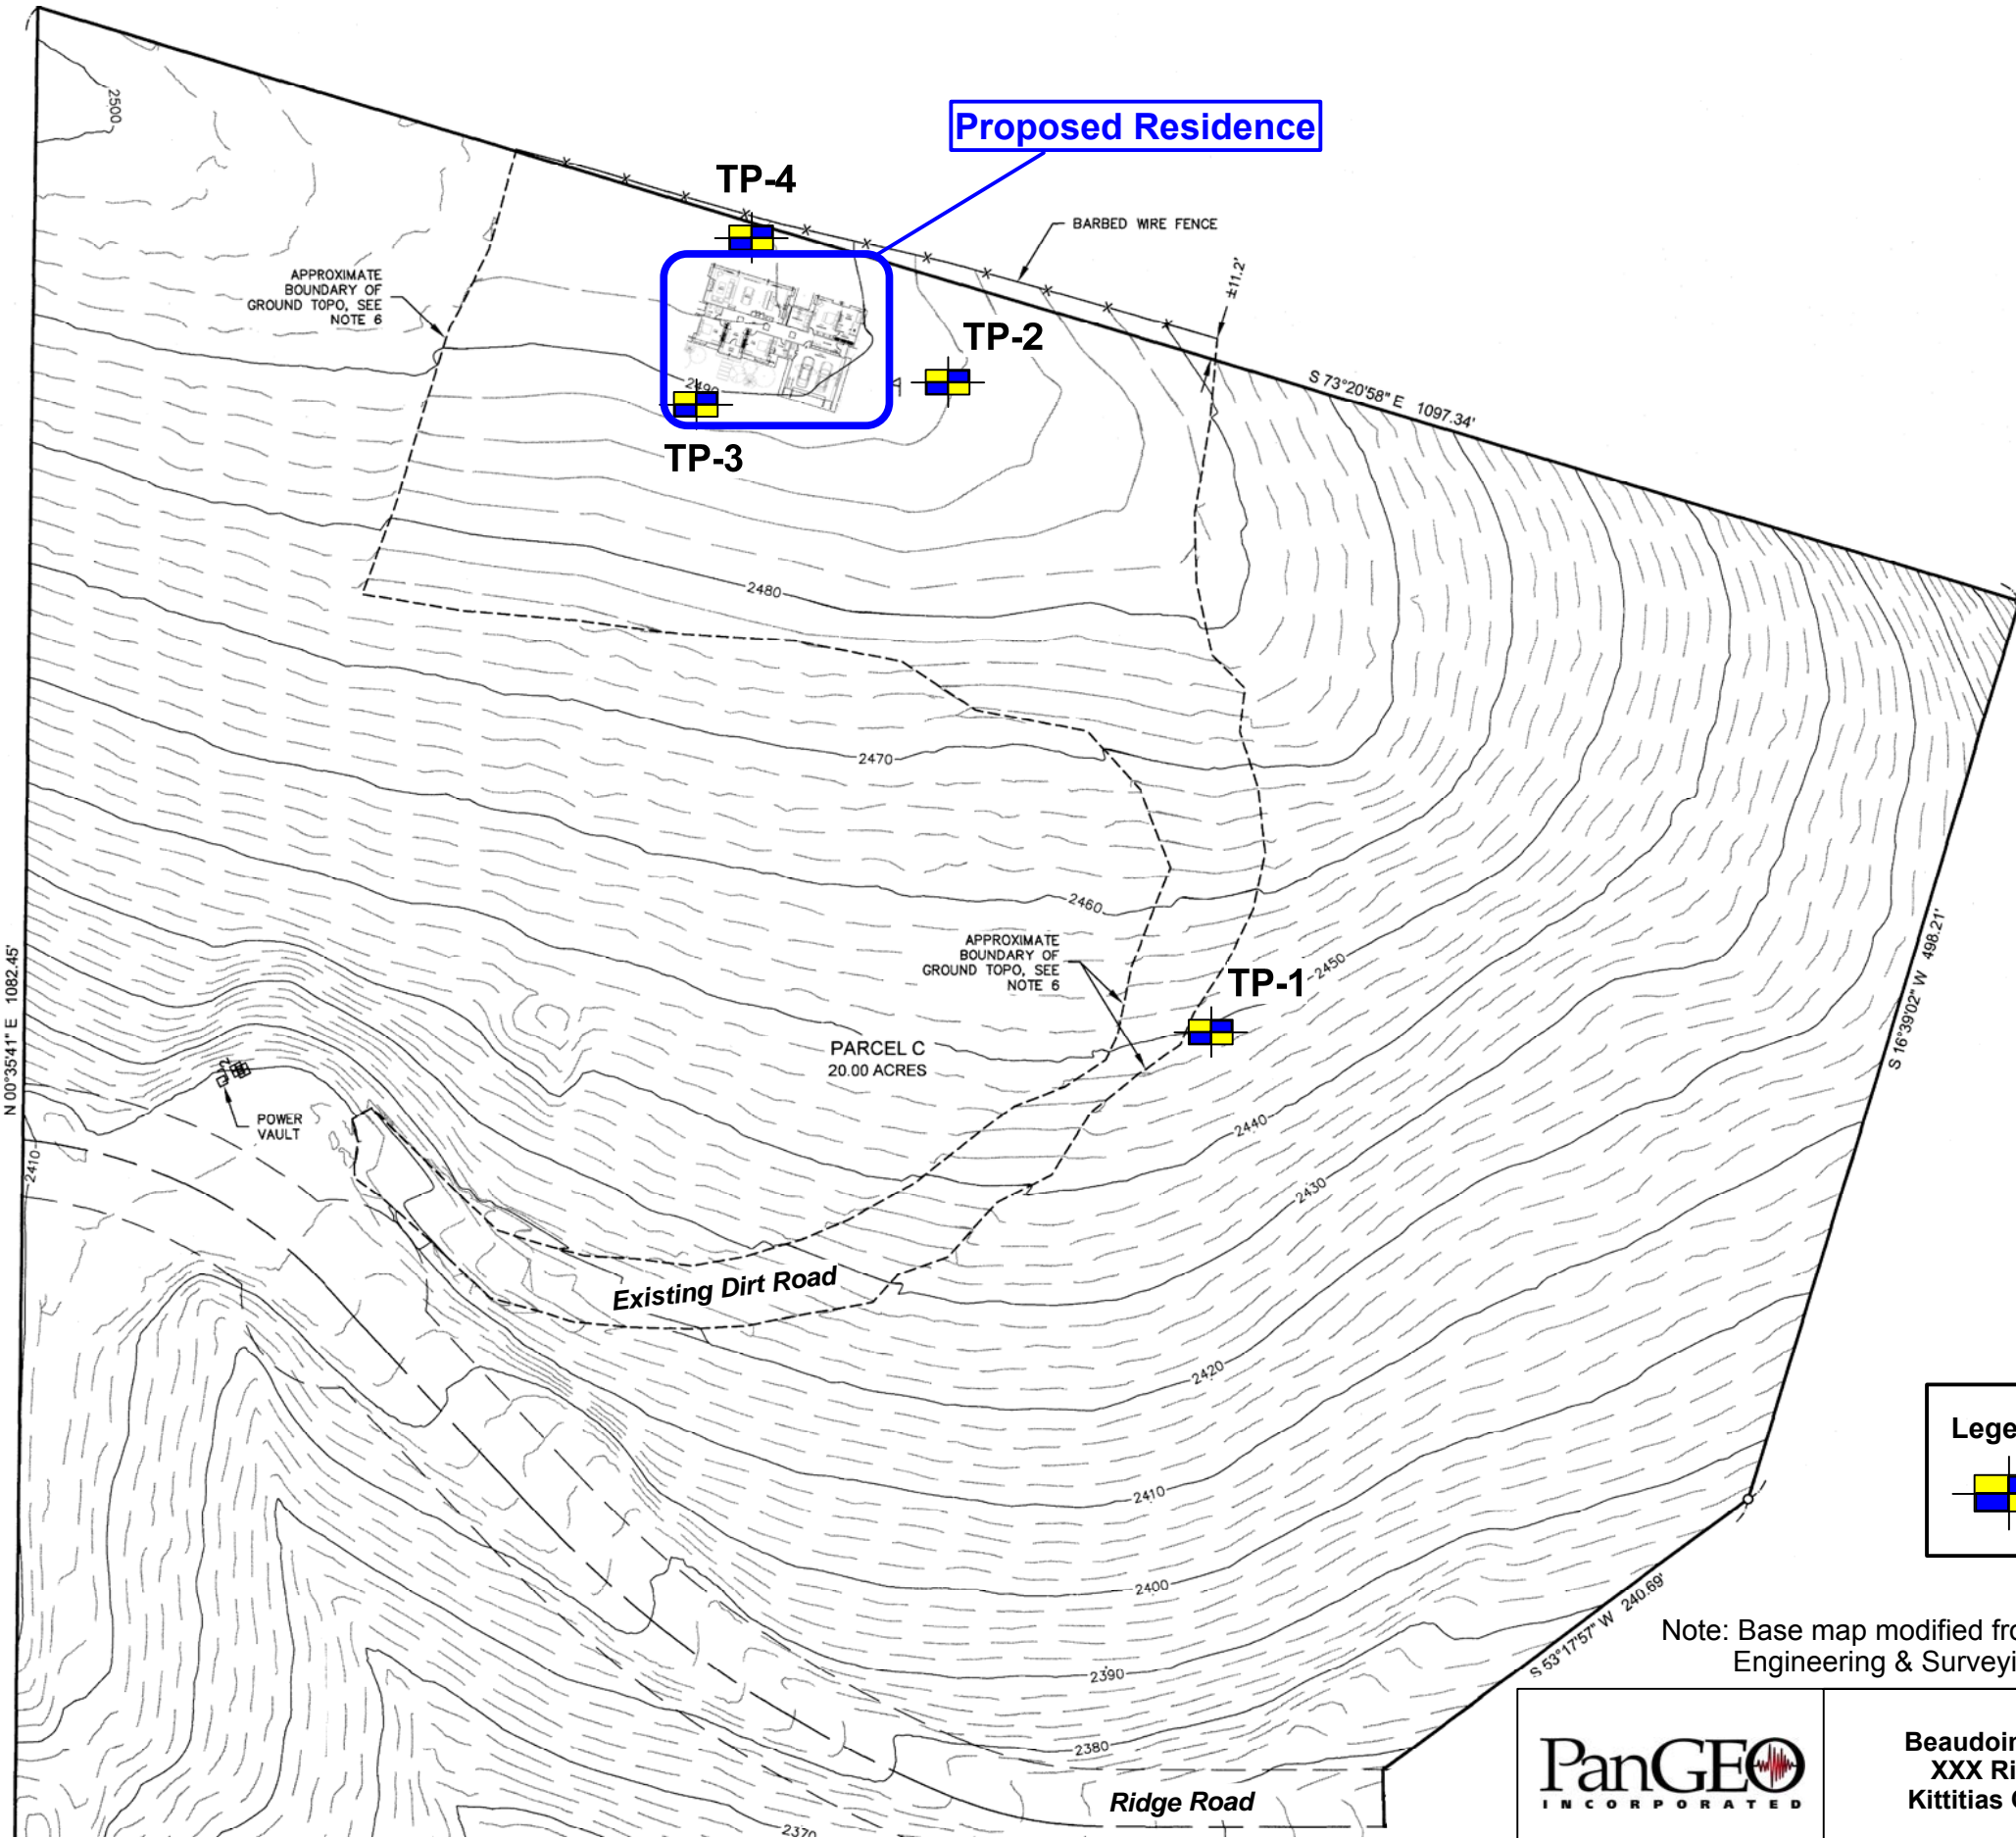 2500
Proposed Residence
TP-4
BARBED WIRE FENCE
±11.2'
APPROXIMATE
BOUNDARY OF
GROUND TOPO, SEE
NOTE 6
TP-2
2490
TP-3
S 73°20'58" E 1097.34'
2480
2470
2460
APPROXIMATE
BOUNDARY OF
GROUND TOPO, SEE
NOTE 6
2450
TP-1
N 00°35'41" E 1082.45'
S 16°39'02" W 498.21'
PARCEL C
20.00 ACRES
POWER
VAULT
2410
2440
2430
Existing Dirt Road
2420
Lege
2410
2400
S 53°17'57" W 240.69'
Note: Base map modified fro
Engineering & Surveyi
2390
2380
Ridge Road
2370
PanGEO
INCORPORATED
Beaudoin
XXX Ri
Kittitias